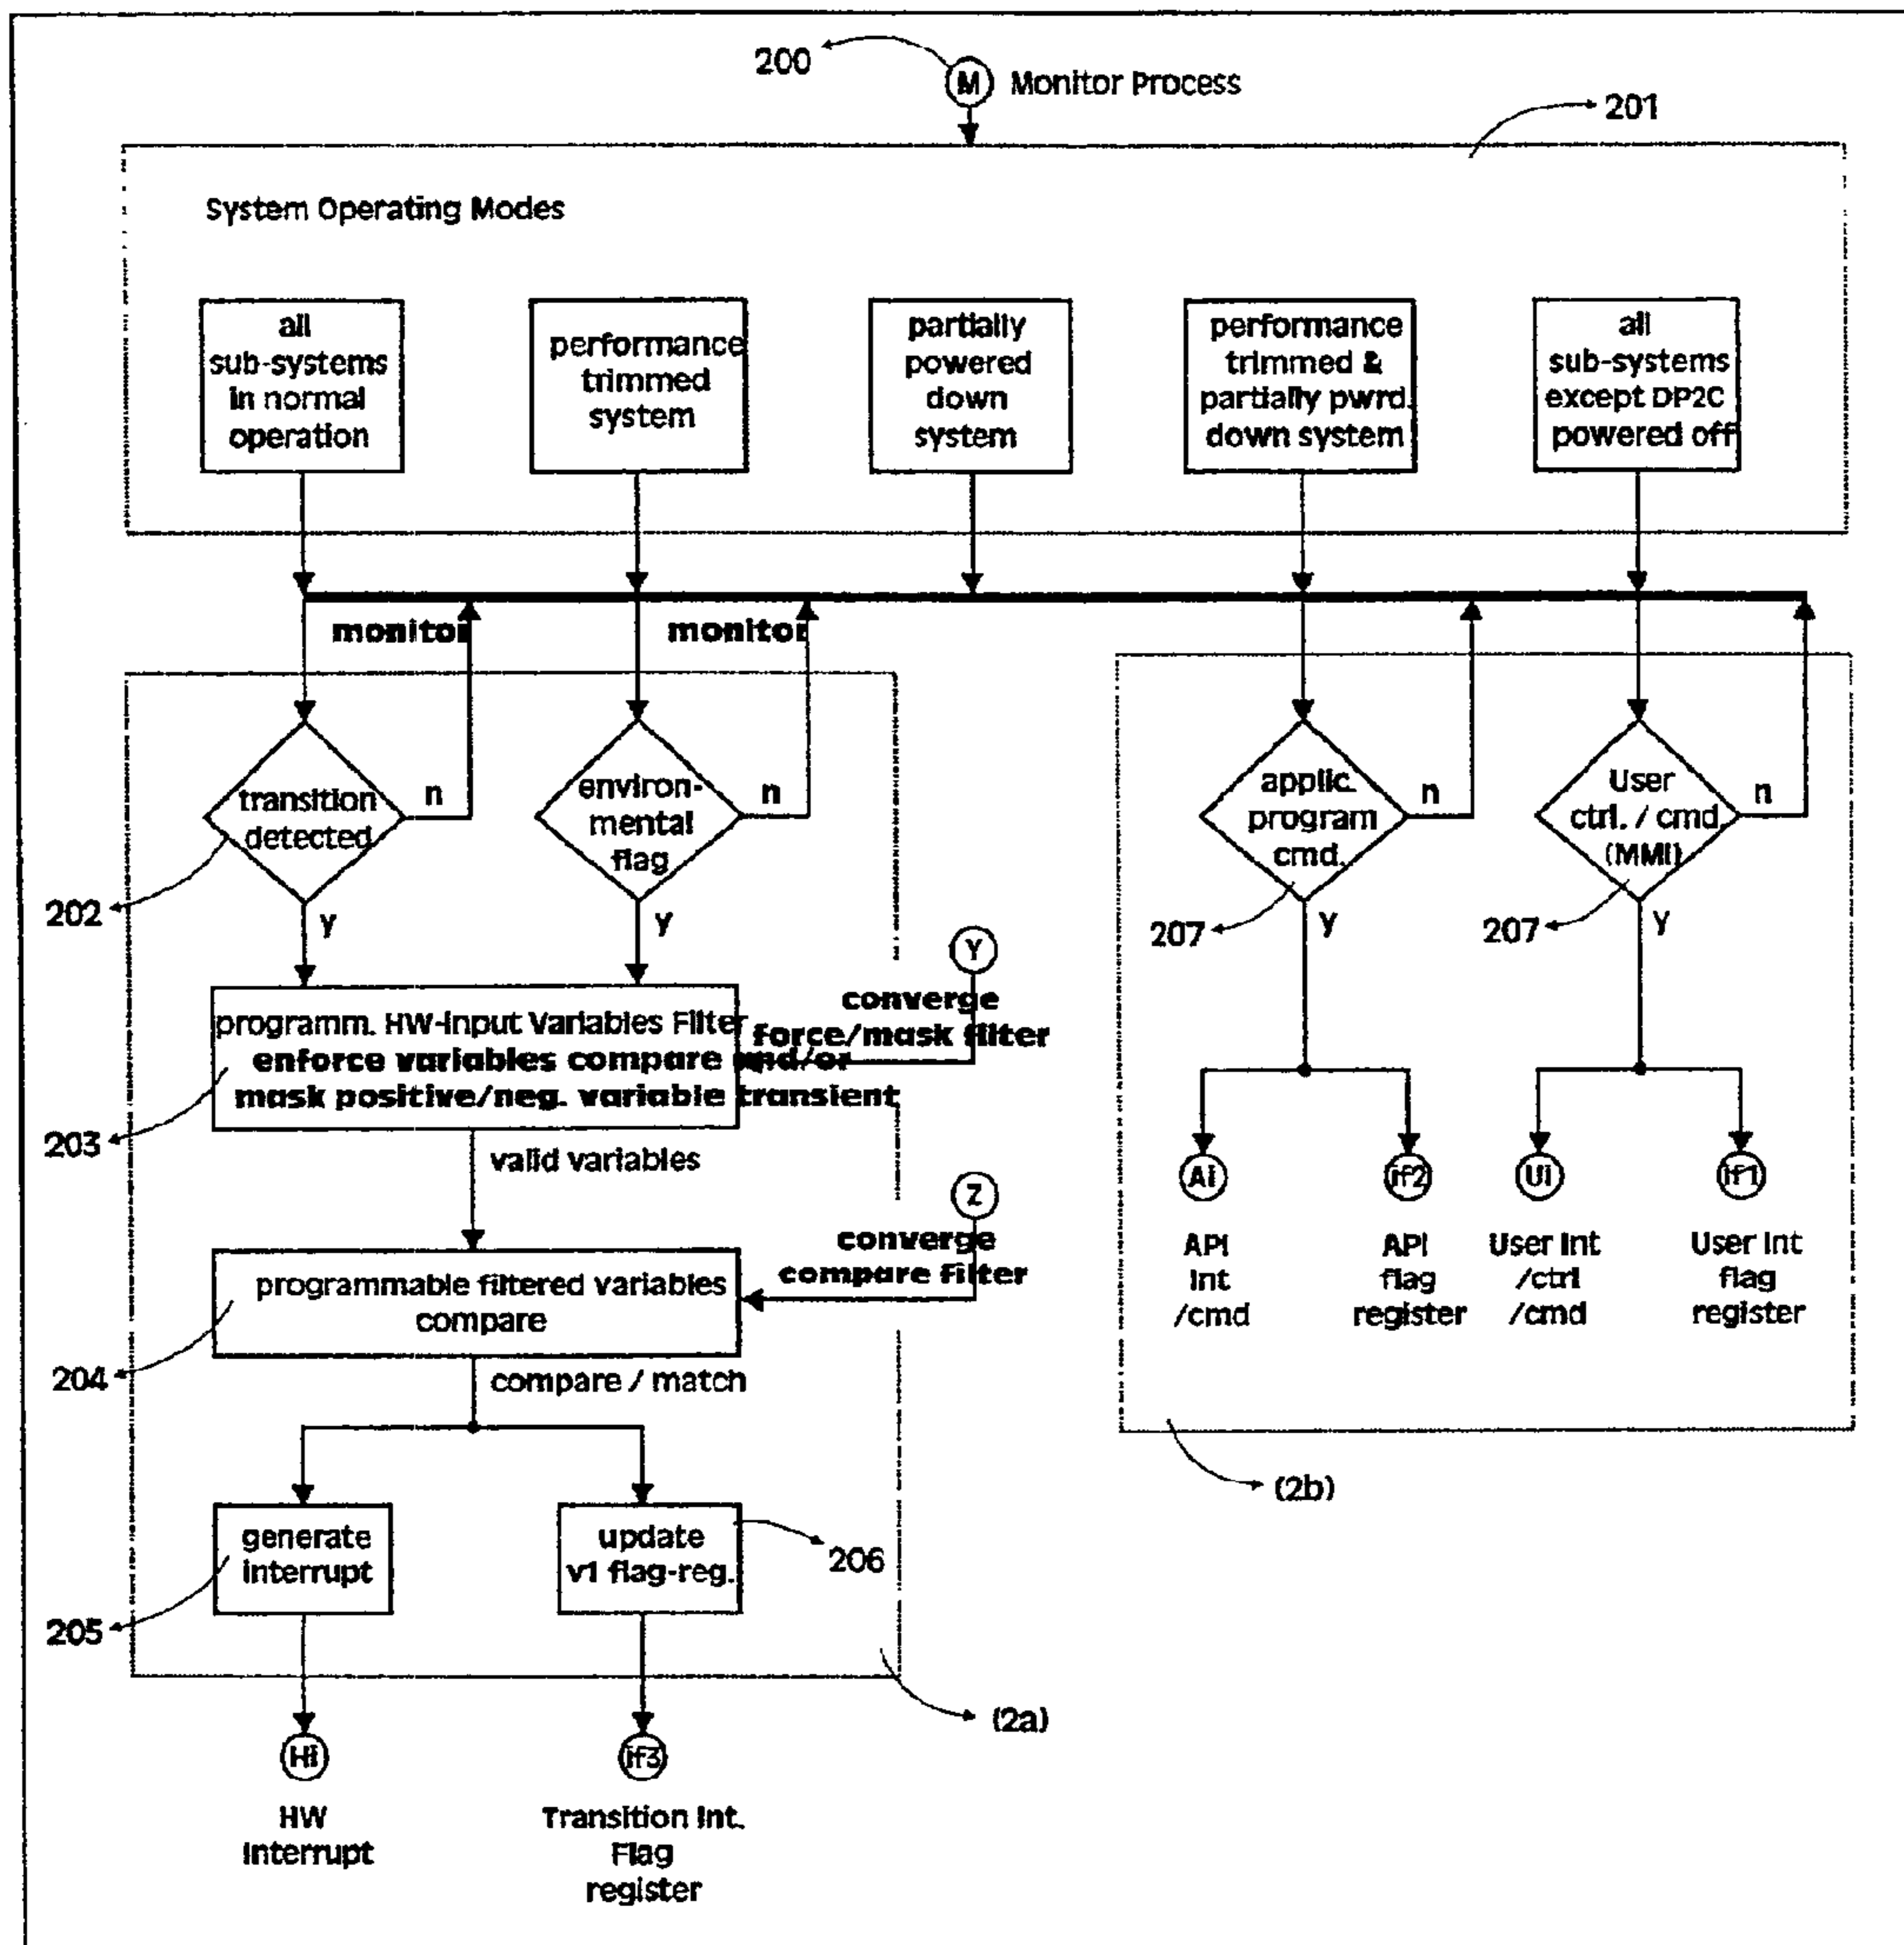 200
M Monitor Process
201
System Operating Modes
all
sub-systems
in normal
operation
performance
trimmed
system
partially
powered
down
system
performance
trimmed &
partially pwrd.
down system
all
sub-systems
except DP2C
powered off
monitor
monitor
transition
detected
n
y
202
environ-
mental
flag
n
y
applic.
program
cmd.
n
y
207
User
ctrl. / cmd
(MMI)
n
Y
207
Y
converge
force/mask filter
programm. HW-Input Variables Filter
enforce variables compare and/or
mask positive/neg. variable transient
203
valid variables
Z
converge
compare filter
programmable filtered variables
compare
204
compare / match
generate
interrupt
205
update
v1 flag-reg.
206
(2a)
Hi
HW
Interrupt
if3
Transition Int.
Flag
register
Ai
API
Int
/cmd
if2
API
flag
register
Ui
User Int
/ctrl
/cmd
if1
User Int
flag
register
(2b)